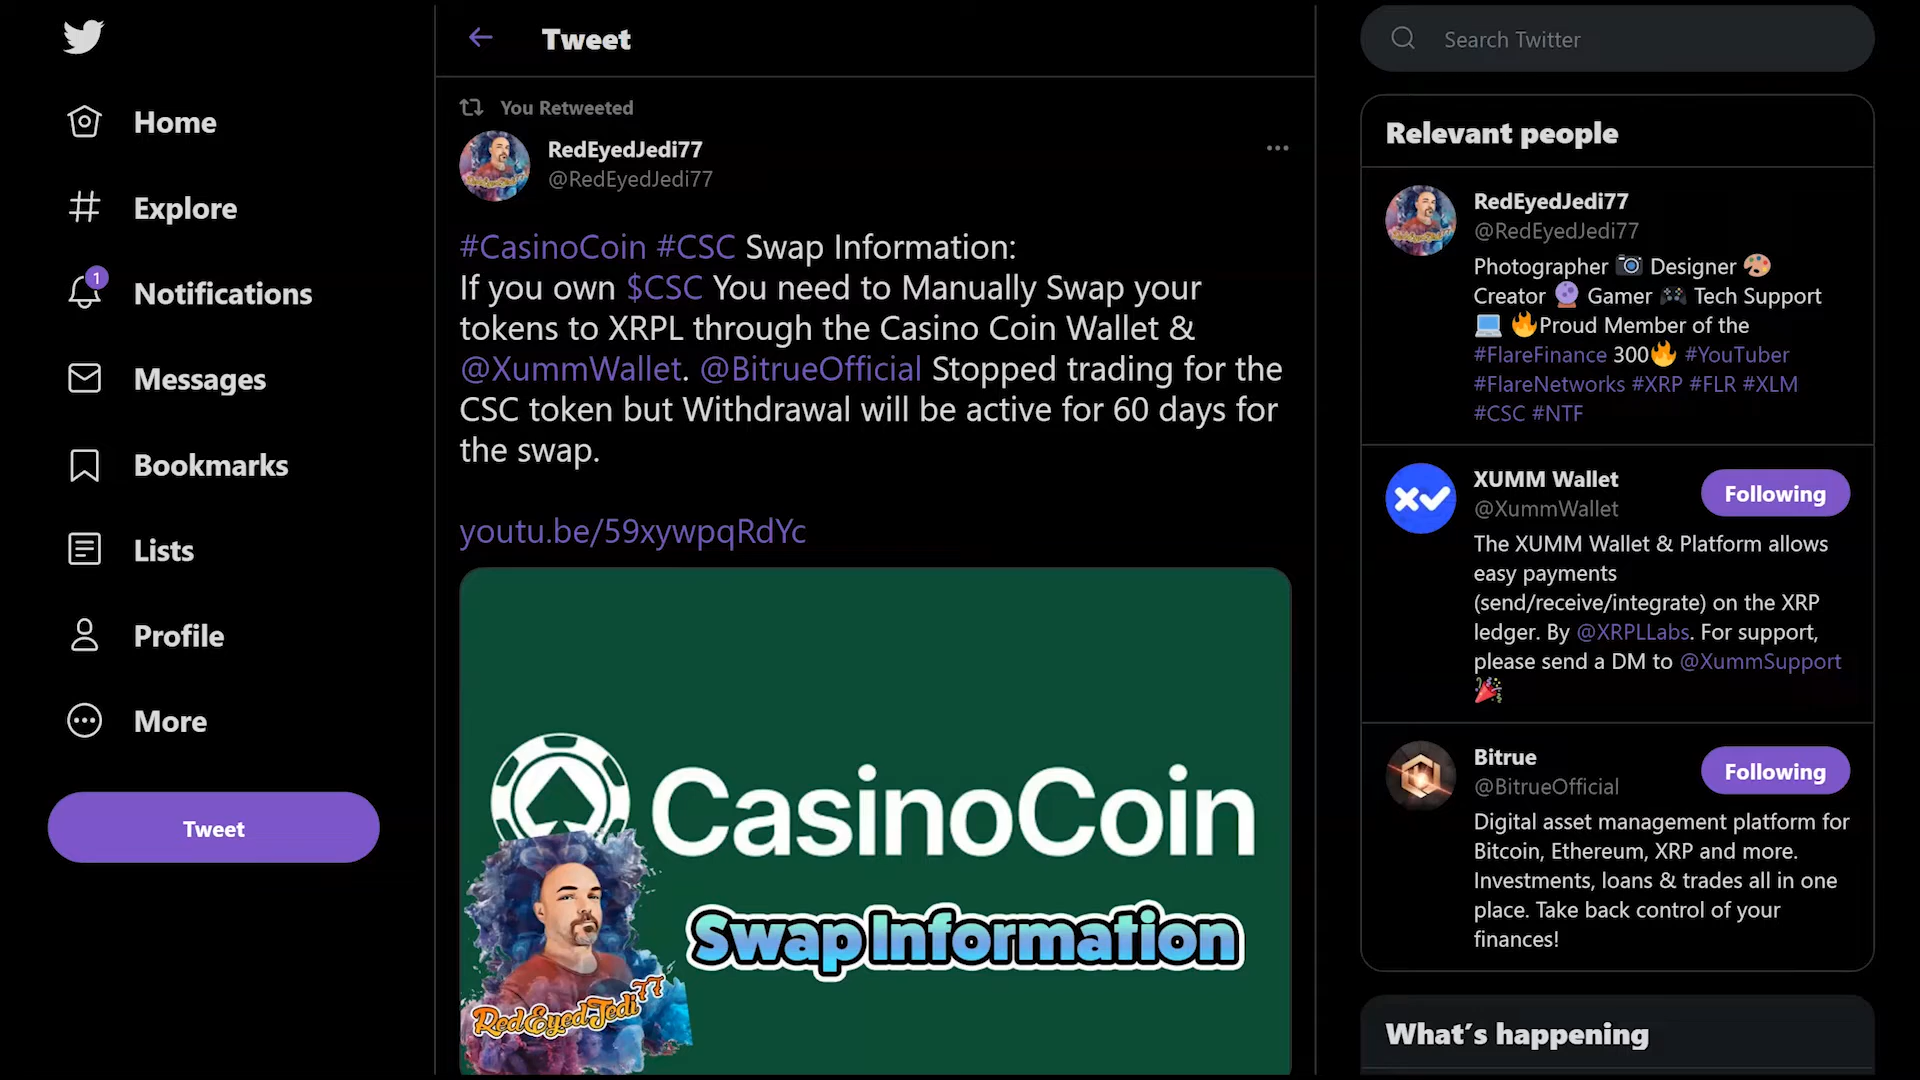 Home
Explore
1
Notifications
Messages
Bookmarks
Lists
Profile
More
Tweet
Tweet
You Retweeted
RedEyedJedi77
@RedEyedJedi77
#CasinoCoin #CSC Swap Information:
If you own $CSC You need to Manually Swap your
tokens to XRPL through the Casino Coin Wallet &
@XummWallet. @BitrueOfficial Stopped trading for the
CSC token but Withdrawal will be active for 60 days for
the swap.
youtu.be/59xywpqRdYc
CasinoCoin
Swap Information
RedEyedJedi77
Search Twitter
Relevant people
RedEyedJedi77
@RedEyedJedi77
Photographer 📷 Designer 🎨
Creator 🔮 Gamer 🎮 Tech Support
💻 🔥Proud Member of the
#FlareFinance 300🔥 #YouTuber
#FlareNetworks #XRP #FLR #XLM
#CSC #NTF
XUMM Wallet
Following
@XummWallet
The XUMM Wallet & Platform allows
easy payments
(send/receive/integrate) on the XRP
ledger. By @XRPLLabs. For support,
please send a DM to @XummSupport
🎉
Bitrue
Following
@BitrueOfficial
Digital asset management platform for
Bitcoin, Ethereum, XRP and more.
Investments, loans & trades all in one
place. Take back control of your
finances!
What's happening